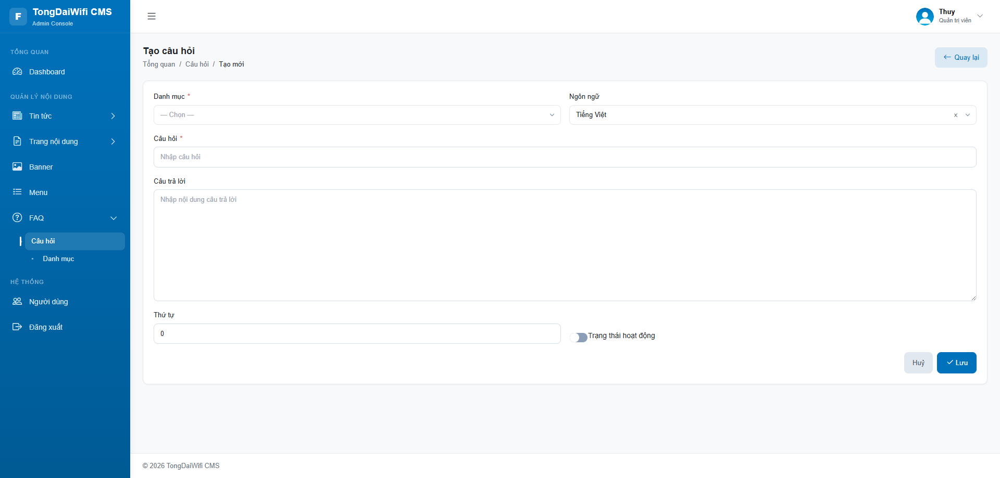 F
TongDaiWifi CMS
Admin Console
Thuy
Quản trị viên
TỔNG QUAN
Dashboard
QUẢN LÝ NỘI DUNG
Tin tức
Trang nội dung
Banner
Menu
FAQ
Câu hỏi
Danh mục
HỆ THỐNG
Người dùng
Đăng xuất
Tạo câu hỏi
Tổng quan / Câu hỏi / Tạo mới
← Quay lại
Danh mục *
— Chọn —
Ngôn ngữ
Tiếng Việt x
Câu hỏi *
Nhập câu hỏi
Câu trả lời
Nhập nội dung câu trả lời
Thứ tự
0
Trạng thái hoạt động
Huỷ
Lưu
© 2026 TongDaiWifi CMS